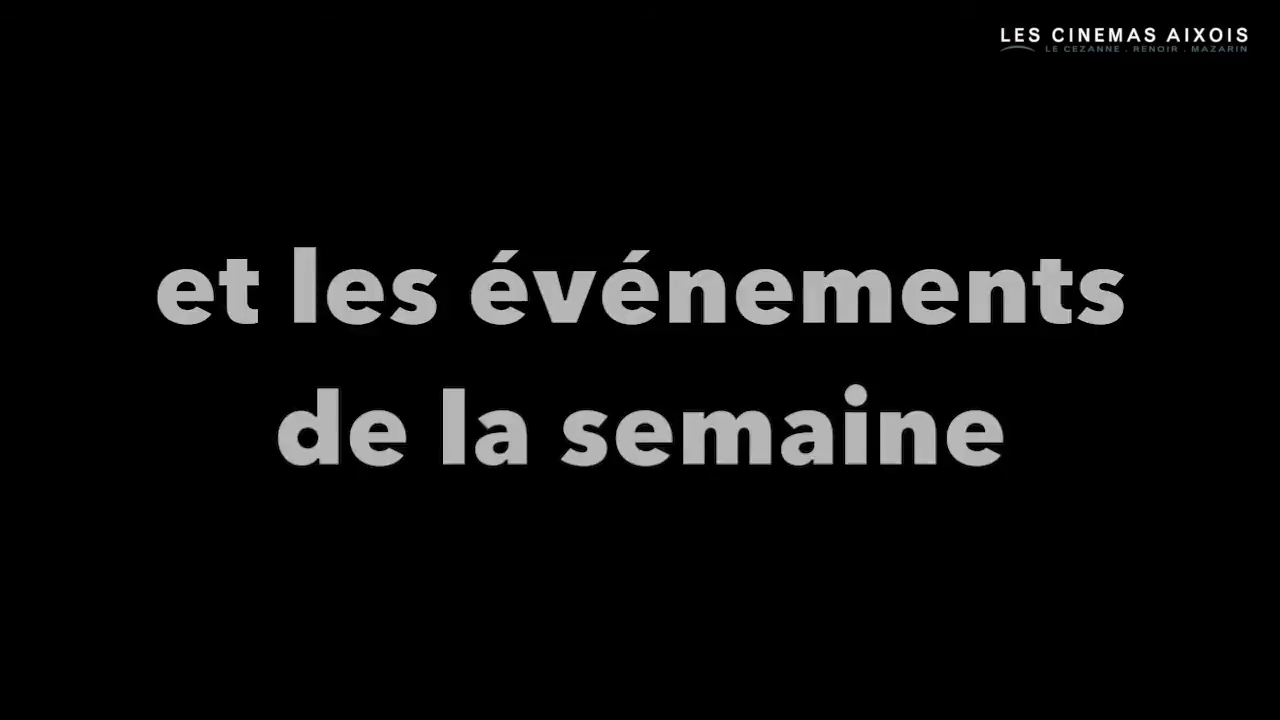 LES CINEMAS AIXOIS
LE CEZANNE . RENOIR . MAZARIN
et les événements
de la semaine